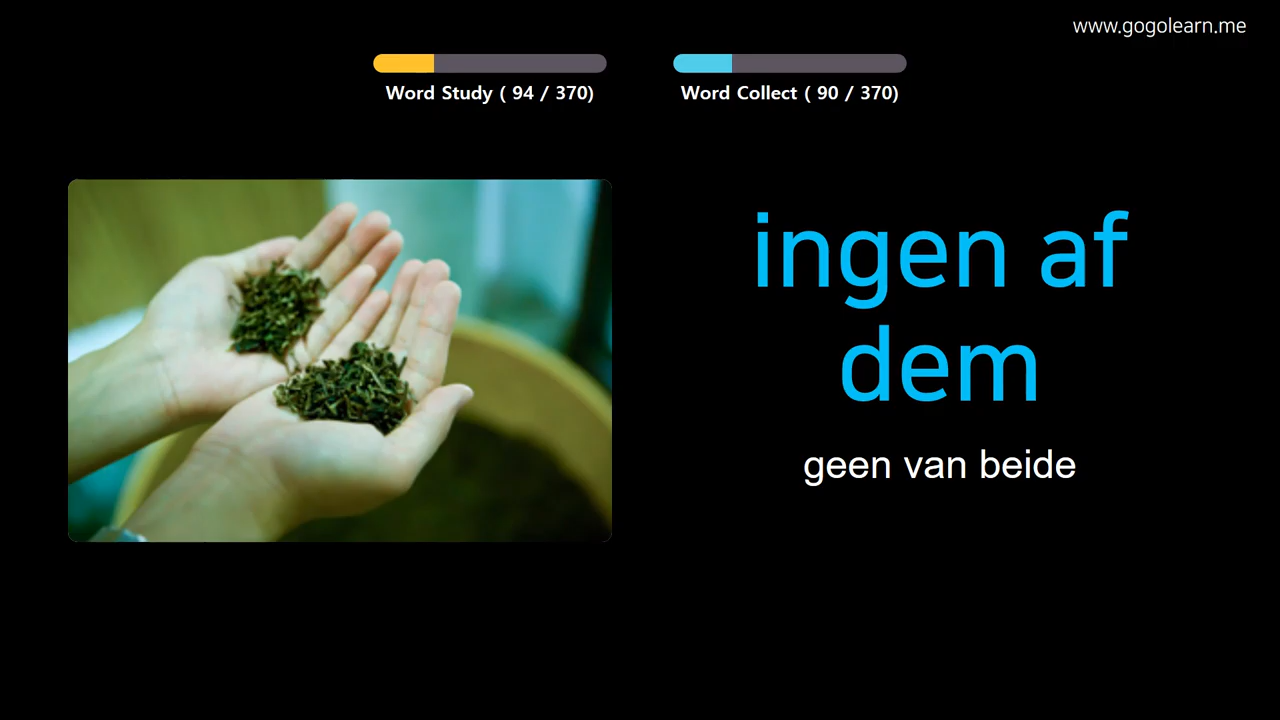 www.gogolearn.me
Word Study ( 94 / 370)
Word Collect ( 90 / 370)
ingen af
dem
geen van beide